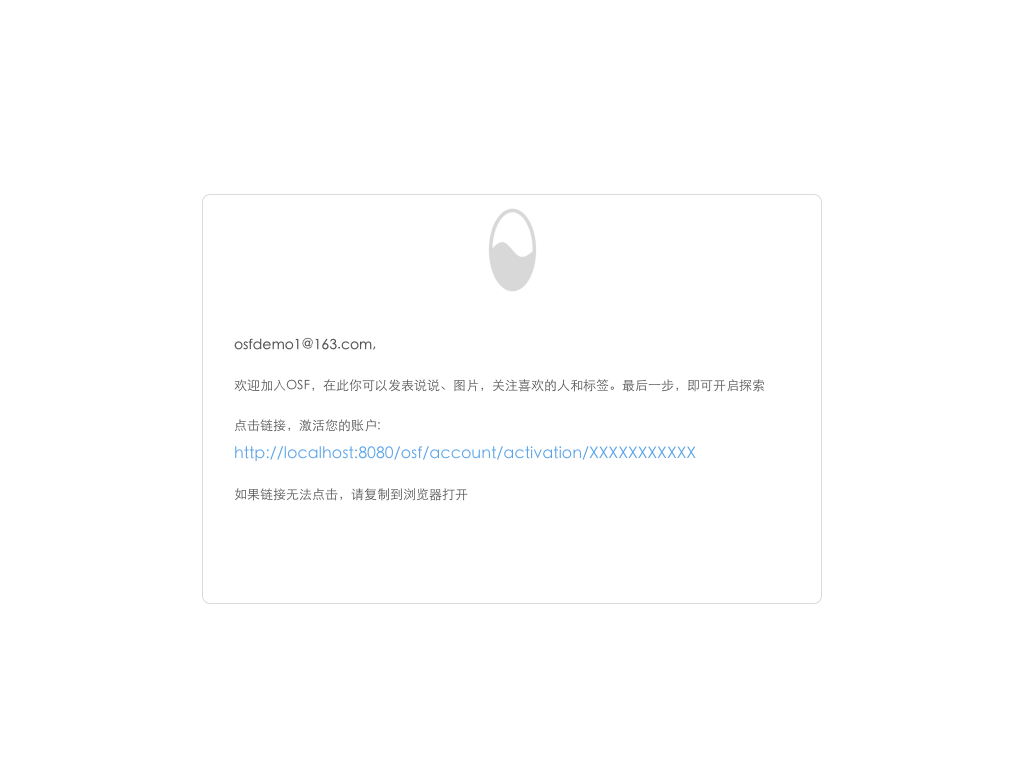 osfdemo1@163.com,
欢迎加入OSF，在此你可以发表说说、图片，关注喜欢的人和标签。最后一步，即可开启探索
点击链接，激活您的账户:
http://localhost:8080/osf/account/activation/XXXXXXXXXXX
如果链接无法点击，请复制到浏览器打开